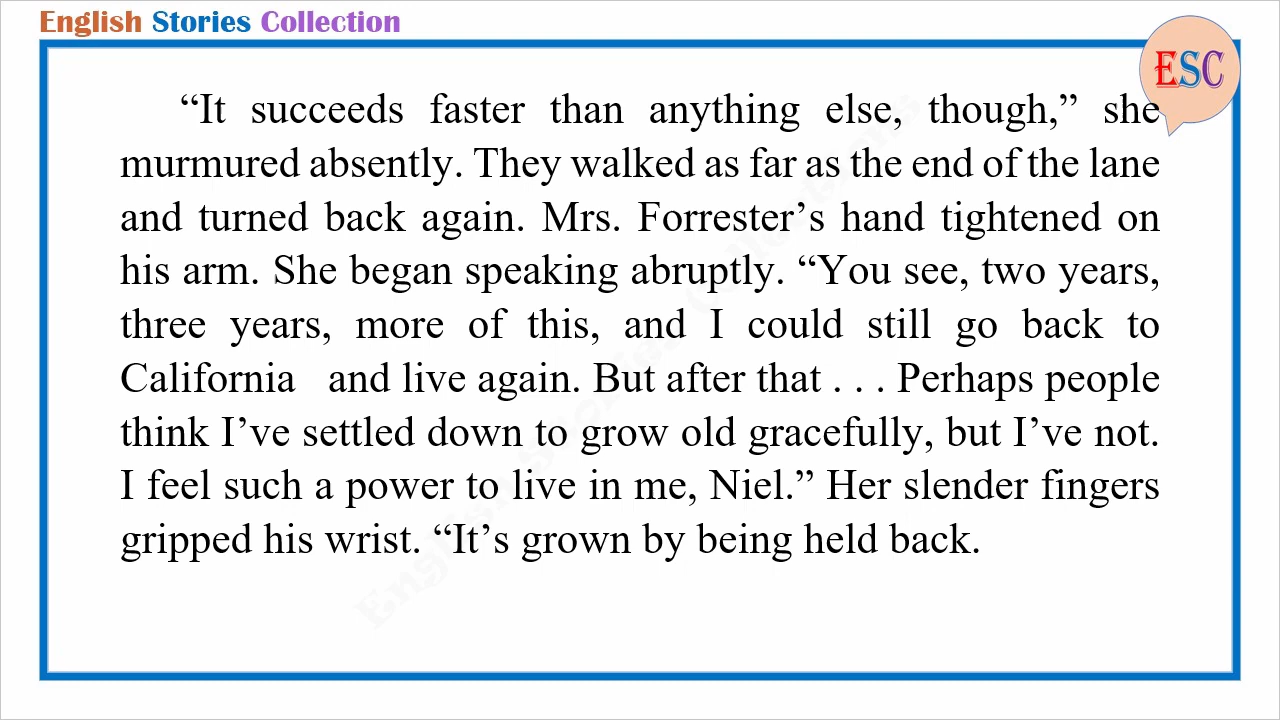 English Stories Collection
ESC
“It succeeds faster than anything else, though,” she
murmured absently. They walked as far as the end of the lane
and turned back again. Mrs. Forrester’s hand tightened on
his arm. She began speaking abruptly. “You see, two years,
three years, more of this, and I could still go back to
California and live again. But after that . . . Perhaps people
think I’ve settled down to grow old gracefully, but I’ve not.
I feel such a power to live in me, Niel.” Her slender fingers
gripped his wrist. “It’s grown by being held back.
English Stories Collections